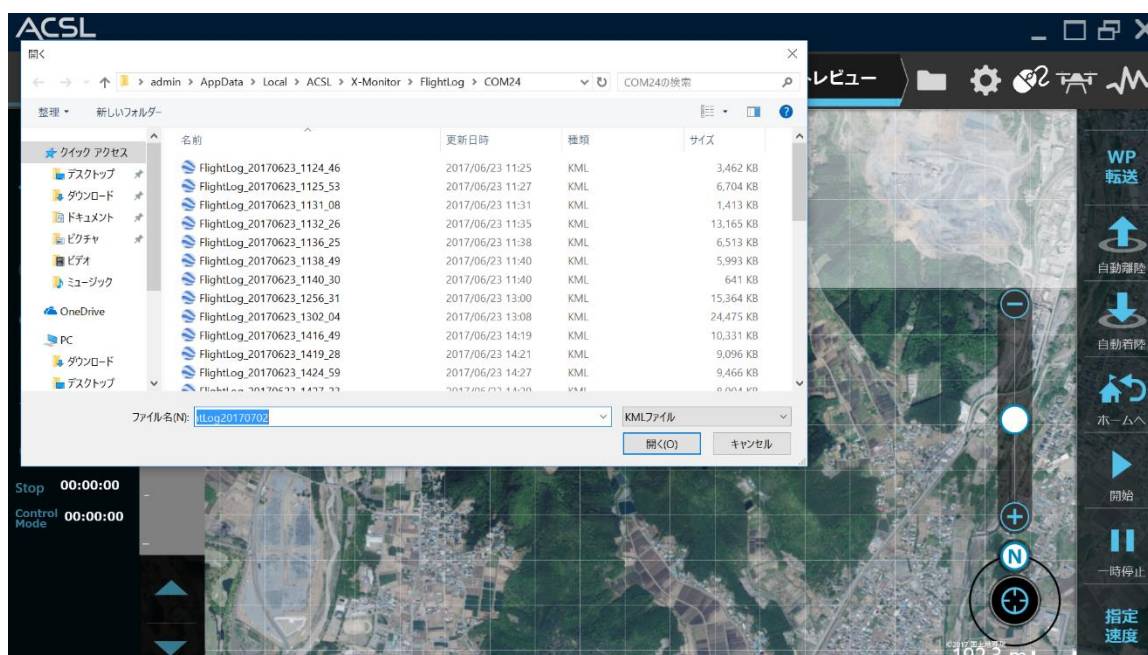 ACSL
開く
admin > AppData > Local > ACSL > X-Monitor > FlightLog > COM24
COM24の検索
レビュー
整理
新しいフォルダー
名前
更新日時
種類
サイズ
クイック アクセス
デスクトップ
ダウンロード
ドキュメント
ピクチャ
ビデオ
ミュージック
OneDrive
PC
ダウンロード
デスクトップ
FlightLog_20170623_1124_46 2017/06/23 11:25 KML 3,462 KB
FlightLog_20170623_1125_53 2017/06/23 11:27 KML 6,704 KB
FlightLog_20170623_1131_08 2017/06/23 11:31 KML 1,413 KB
FlightLog_20170623_1132_26 2017/06/23 11:35 KML 13,165 KB
FlightLog_20170623_1136_25 2017/06/23 11:38 KML 6,513 KB
FlightLog_20170623_1138_49 2017/06/23 11:40 KML 5,993 KB
FlightLog_20170623_1140_30 2017/06/23 11:40 KML 641 KB
FlightLog_20170623_1256_31 2017/06/23 13:00 KML 15,364 KB
FlightLog_20170623_1302_04 2017/06/23 13:08 KML 24,475 KB
FlightLog_20170623_1416_49 2017/06/23 14:19 KML 10,331 KB
FlightLog_20170623_1419_28 2017/06/23 14:21 KML 9,096 KB
FlightLog_20170623_1424_59 2017/06/23 14:27 KML 9,466 KB
ファイル名(N):
tLog20170702
KMLファイル
開く(O)
キャンセル
WP
転送
自動離陸
自動着陸
ホームへ
開始
一時停止
指定
速度
Stop 00:00:00
Control
Mode 00:00:00
N